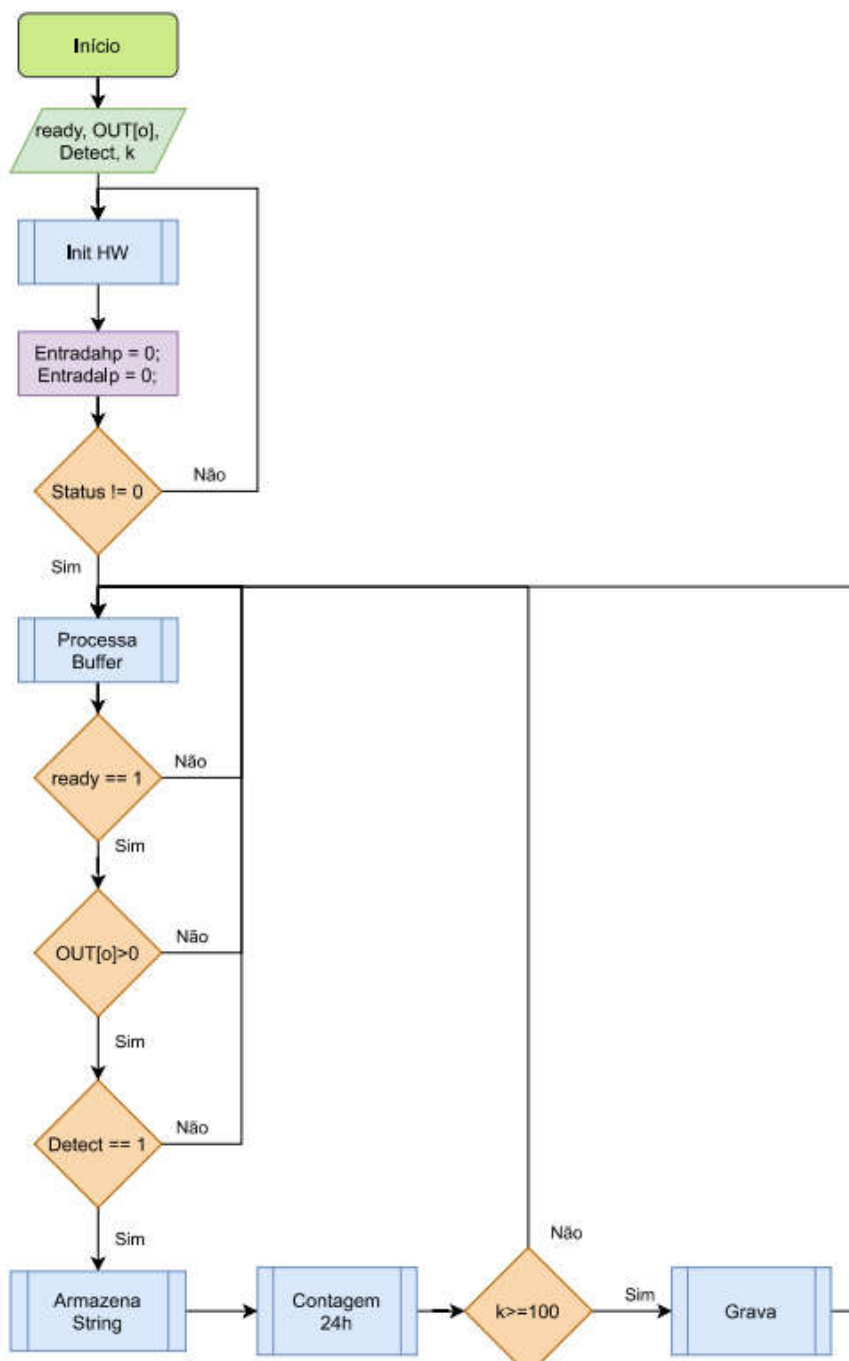 Início
ready, OUT[o],
Detect, k
Init HW
Entradahp = 0;
Entradalp = 0;
Status != 0
Não
Sim
Processa
Buffer
ready == 1
Não
Sim
OUT[o]>0
Não
Sim
Detect == 1
Não
Sim
Armazena
String
Contagem
24h
k>=100
Não
Sim
Grava